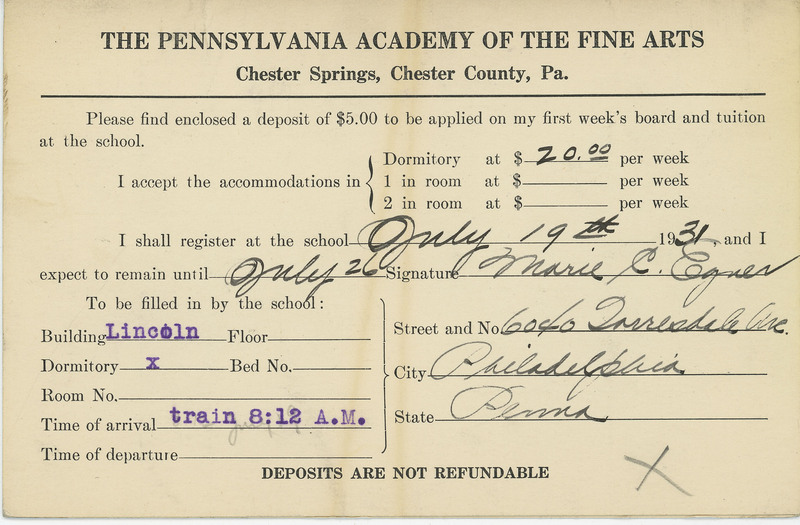 THE PENNSYLVANIA ACADEMY OF THE FINE ARTS
Chester Springs, Chester County, Pa.
Please find enclosed a deposit of $5.00 to be applied on my first week's board and tuition
at the school.
I accept the accommodations in
Dormitory at $ 20.00 per week
1 in room at $ per week
2 in room at $ per week
I shall register at the school July 19th 1931, and I
expect to remain until July 26 Signature Marie C. Egner
To be filled in by the school:
Building Lincoln Floor
Dormitory x Bed No.
Room No.
Time of arrival train 8:12 A.M.
Time of departure
Street and No. 6040 Torresdale Ave.
City Philadelphia
State Penna
DEPOSITS ARE NOT REFUNDABLE
X